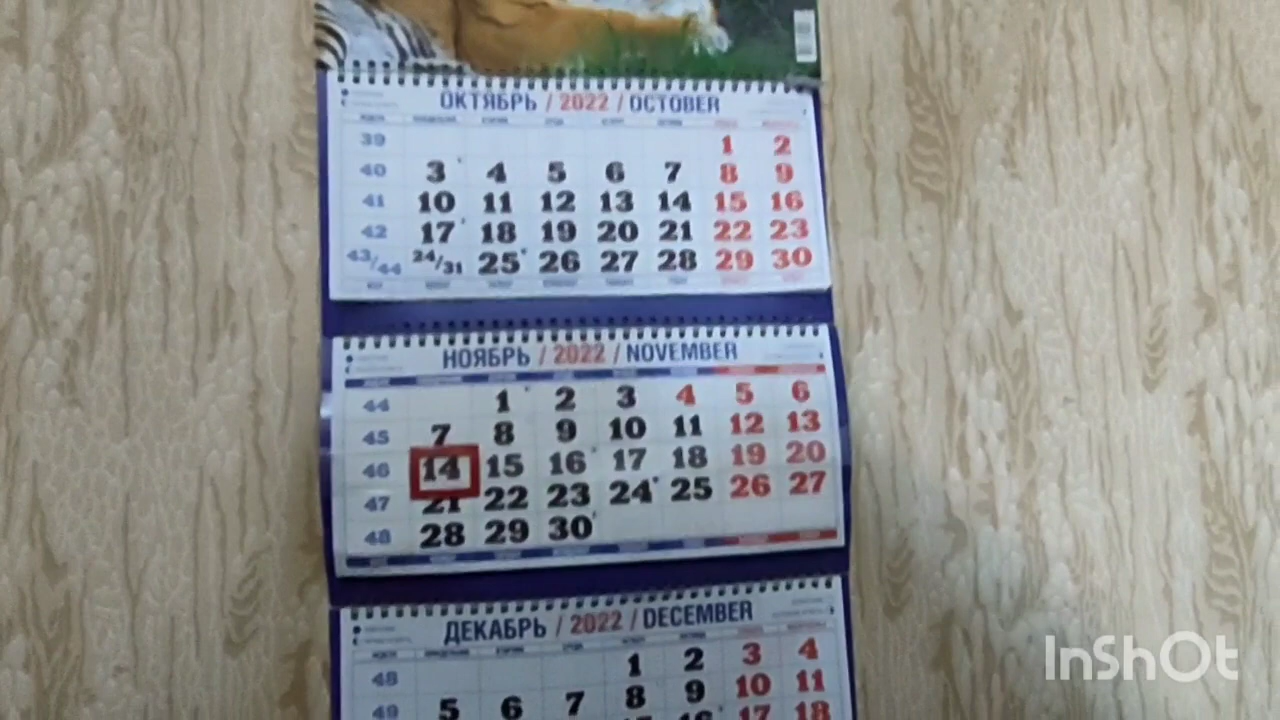 ОКТЯБРЬ / 2022 / OCTOBER
39 1 2
40 3 4 5 6 7 8 9
41 10 11 12 13 14 15 16
42 17 18 19 20 21 22 23
43/44 24/31 25 26 27 28 29 30
НОЯБРЬ / 2022 / NOVEMBER
44 1 2 3 4 5 6
45 7 8 9 10 11 12 13
46 14 15 16 17 18 19 20
47 21 22 23 24 25 26 27
48 28 29 30
ДЕКАБРЬ / 2022 / DECEMBER
48 1 2 3 4
49 5 6 7 8 9 10 11
17 18
InShOt